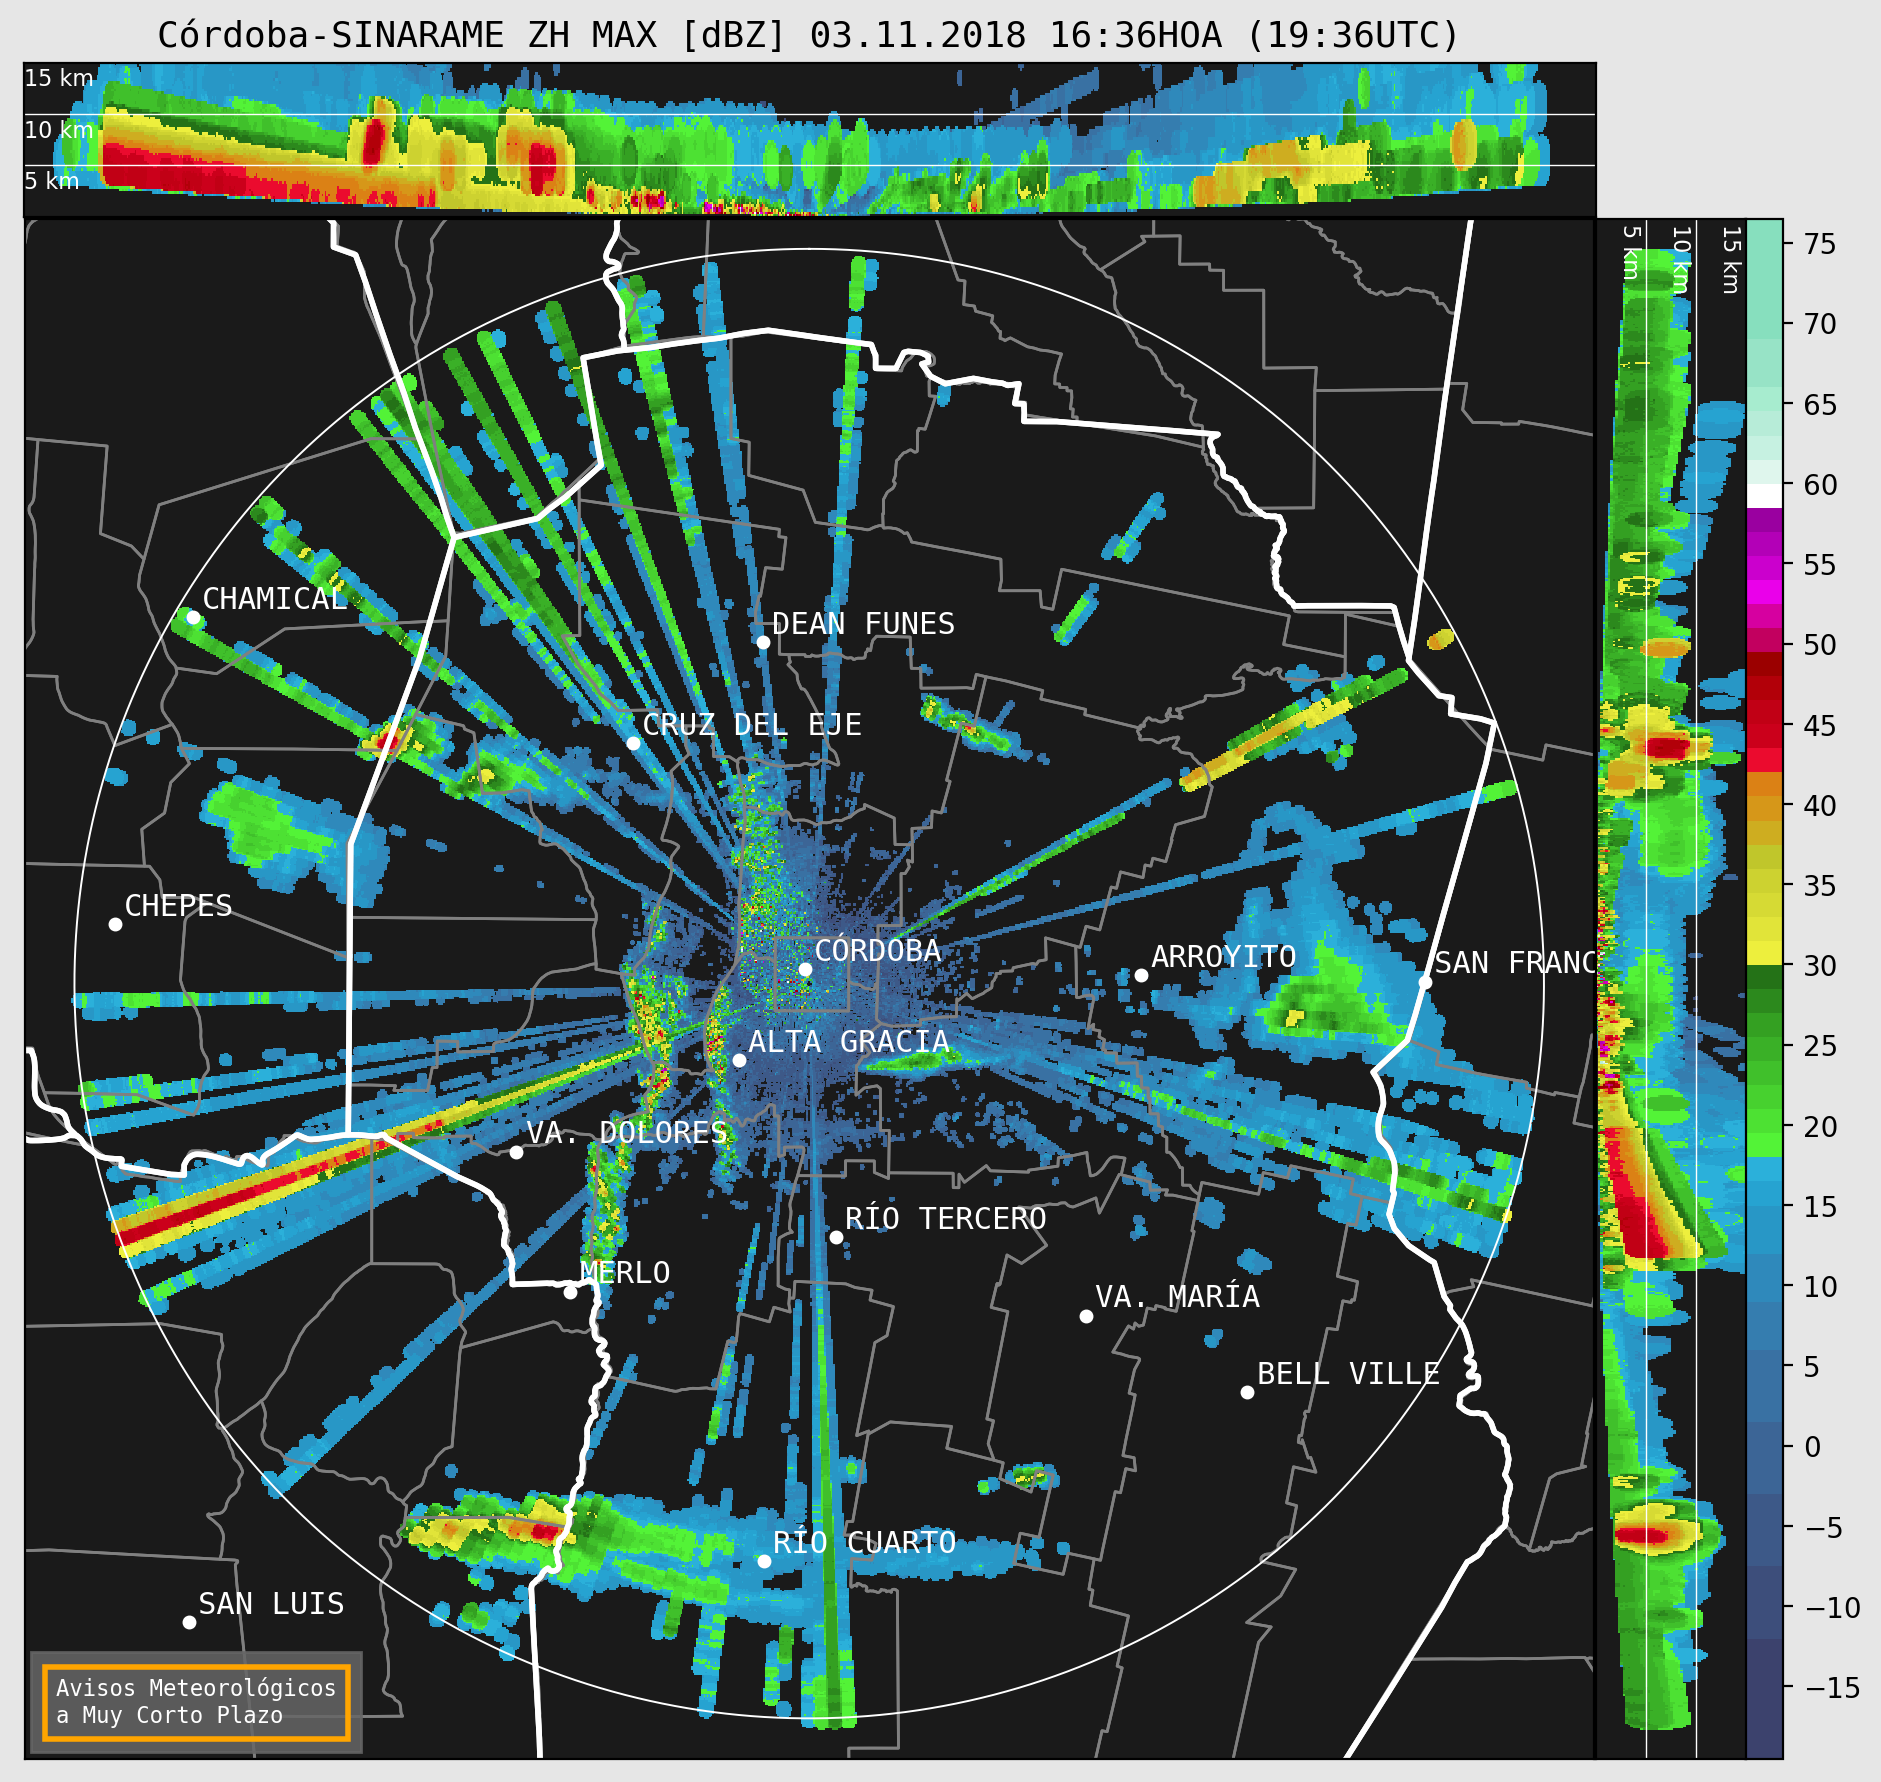 Córdoba-SINARAME ZH MAX [dBZ] 03.11.2018 16:36HOA (19:36UTC)
15 km
10 km
5 km
5 km
10 km
15 km
75
70
65
60
55
50
45
40
35
30
25
20
15
10
5
0
−5
−10
−15
CHAMICAL
DEAN FUNES
CRUZ DEL EJE
CHEPES
CÓRDOBA
ARROYITO
SAN FRANC
ALTA GRACIA
VA. DOLORES
RÍO TERCERO
MERLO
VA. MARÍA
BELL VILLE
RÍO CUARTO
SAN LUIS
Avisos Meteorológicos
a Muy Corto Plazo